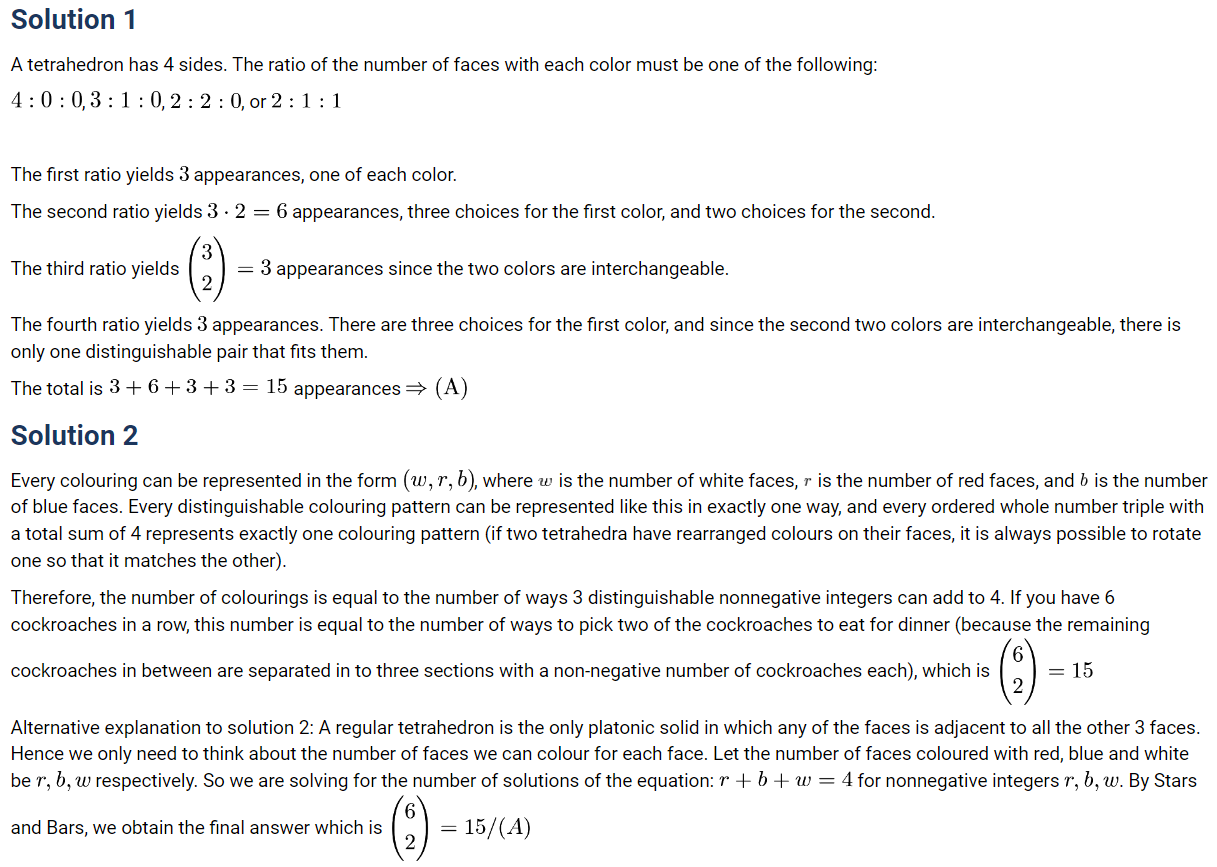 Solution 1
A tetrahedron has 4 sides. The ratio of the number of faces with each color must be one of the following:
4 : 0 : 0, 3 : 1 : 0, 2 : 2 : 0, or 2 : 1 : 1
The first ratio yields 3 appearances, one of each color.
The second ratio yields 3 · 2 = 6 appearances, three choices for the first color, and two choices for the second.
The third ratio yields \binom{3}{2} = 3 appearances since the two colors are interchangeable.
The fourth ratio yields 3 appearances. There are three choices for the first color, and since the second two colors are interchangeable, there is
only one distinguishable pair that fits them.
The total is 3 + 6 + 3 + 3 = 15 appearances ⇒ (A)
Solution 2
Every colouring can be represented in the form (w, r, b), where w is the number of white faces, r is the number of red faces, and b is the number
of blue faces. Every distinguishable colouring pattern can be represented like this in exactly one way, and every ordered whole number triple with
a total sum of 4 represents exactly one colouring pattern (if two tetrahedra have rearranged colours on their faces, it is always possible to rotate
one so that it matches the other).
Therefore, the number of colourings is equal to the number of ways 3 distinguishable nonnegative integers can add to 4. If you have 6
cockroaches in a row, this number is equal to the number of ways to pick two of the cockroaches to eat for dinner (because the remaining
cockroaches in between are separated in to three sections with a non-negative number of cockroaches each), which is \binom{6}{2} = 15
Alternative explanation to solution 2: A regular tetrahedron is the only platonic solid in which any of the faces is adjacent to all the other 3 faces.
Hence we only need to think about the number of faces we can colour for each face. Let the number of faces coloured with red, blue and white
be r, b, w respectively. So we are solving for the number of solutions of the equation: r + b + w = 4 for nonnegative integers r, b, w. By Stars
and Bars, we obtain the final answer which is \binom{6}{2} = 15/(A)